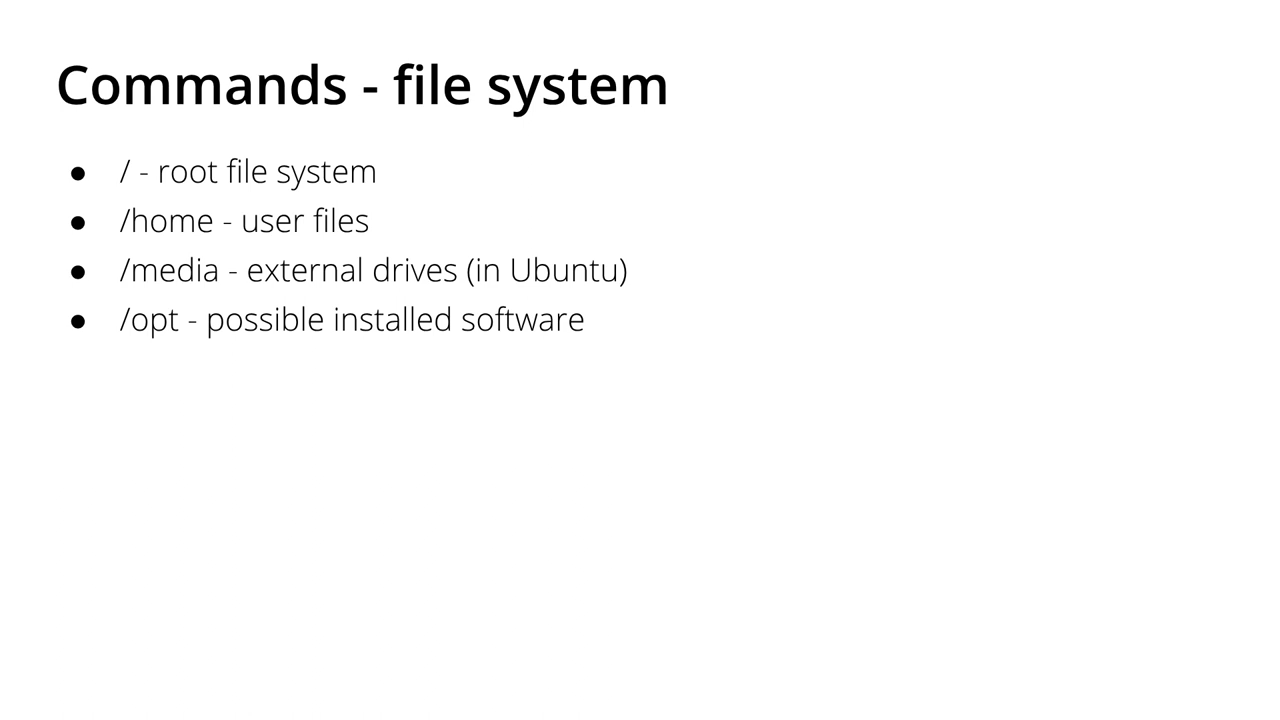 Commands - file system
● / - root file system
● /home - user files
● /media - external drives (in Ubuntu)
● /opt - possible installed software